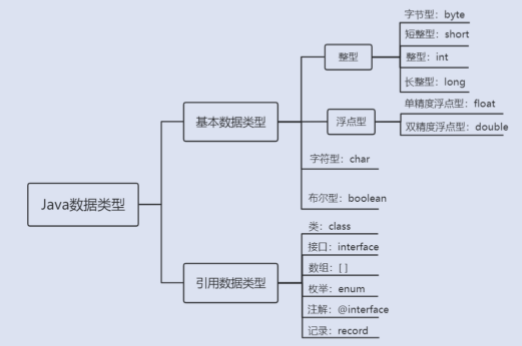 字节型：byte
短整型：short
整型
整型：int
长整型：long
单精度浮点型：float
基本数据类型
浮点型
双精度浮点型：double
字符型：char
布尔型：boolean
Java数据类型
类：class
接口：interface
数组：[ ]
引用数据类型
枚举：enum
注解：@interface
记录：record